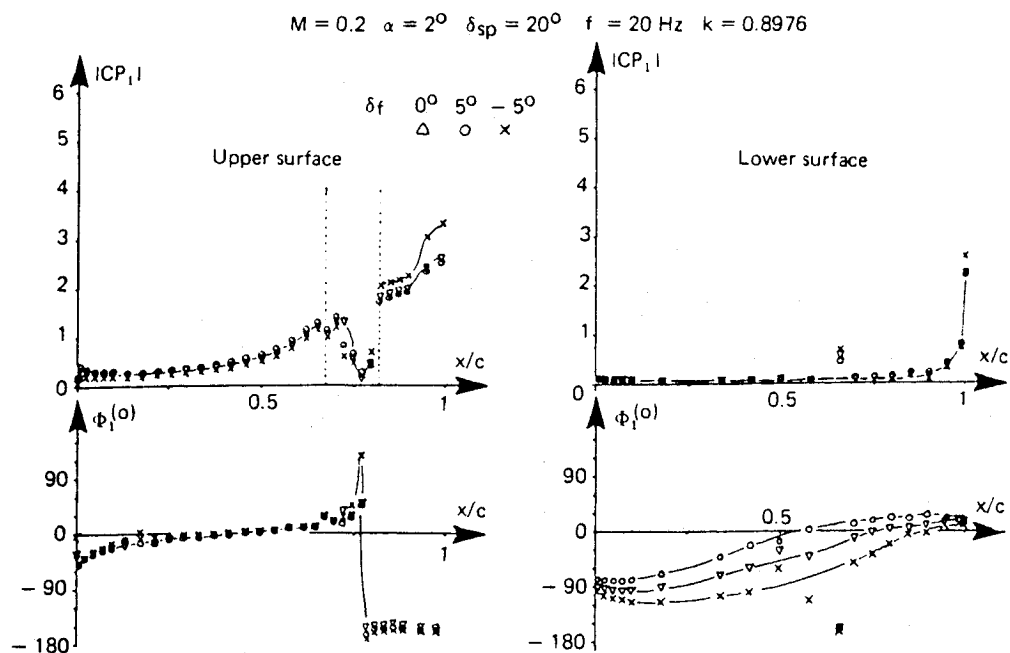 M = 0.2 α = 2° δsp = 20° f = 20 Hz k = 0.8976
|CP₁|
6
5
4
3
2
1
0
δf 0° 5° − 5°
△ ○ ×
Upper surface
x/c
0.5
1
Φ₁(o)
90
0
− 90
− 180
x/c
1
|CP₁|
6
5
4
3
2
1
0
Lower surface
x/c
0.5
1
Φ₁(o)
90
0
− 90
− 180
0.5
x/c
1